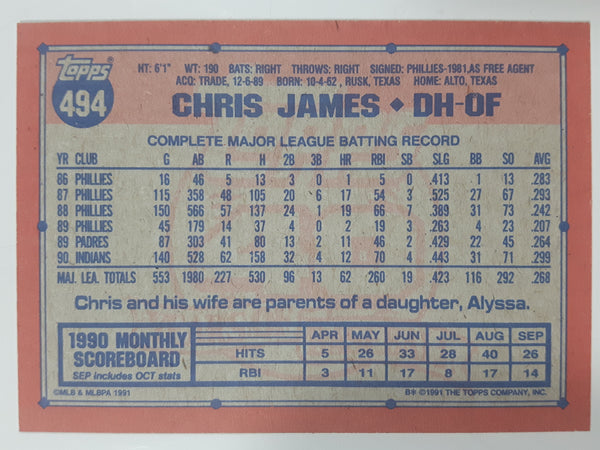 topps
494
HT: 6'1" WT: 190 BATS: RIGHT THROWS: RIGHT SIGNED: PHILLIES-1981, AS FREE AGENT
ACQ: TRADE, 12-6-89 BORN: 10-4-62, RUSK, TEXAS HOME: ALTO, TEXAS
CHRIS JAMES ◆ DH-OF
COMPLETE MAJOR LEAGUE BATTING RECORD
YR CLUB G AB R H 2B 3B HR RBI SB SLG BB SO AVG
86 PHILLIES 16 46 5 13 3 0 1 5 0 .413 1 13 .283
87 PHILLIES 115 358 48 105 20 6 17 54 3 .525 27 67 .293
88 PHILLIES 150 566 57 137 24 1 19 66 7 .389 31 73 .242
89 PHILLIES 45 179 14 37 4 0 2 19 3 .263 4 23 .207
89 PADRES 87 303 41 80 13 2 11 46 2 .429 22 45 .264
90 INDIANS 140 528 62 158 32 4 12 70 4 .443 31 71 .299
MAJ. LEA. TOTALS 553 1980 227 530 96 13 62 260 19 .423 116 292 .268
Chris and his wife are parents of a daughter, Alyssa.
1990 MONTHLY SCOREBOARD
SEP includes OCT stats
APR MAY JUN JUL AUG SEP
HITS 5 26 33 28 40 26
RBI 3 11 17 8 17 14
©MLB & MLBPA 1991
B* ©1991 THE TOPPS COMPANY, INC.